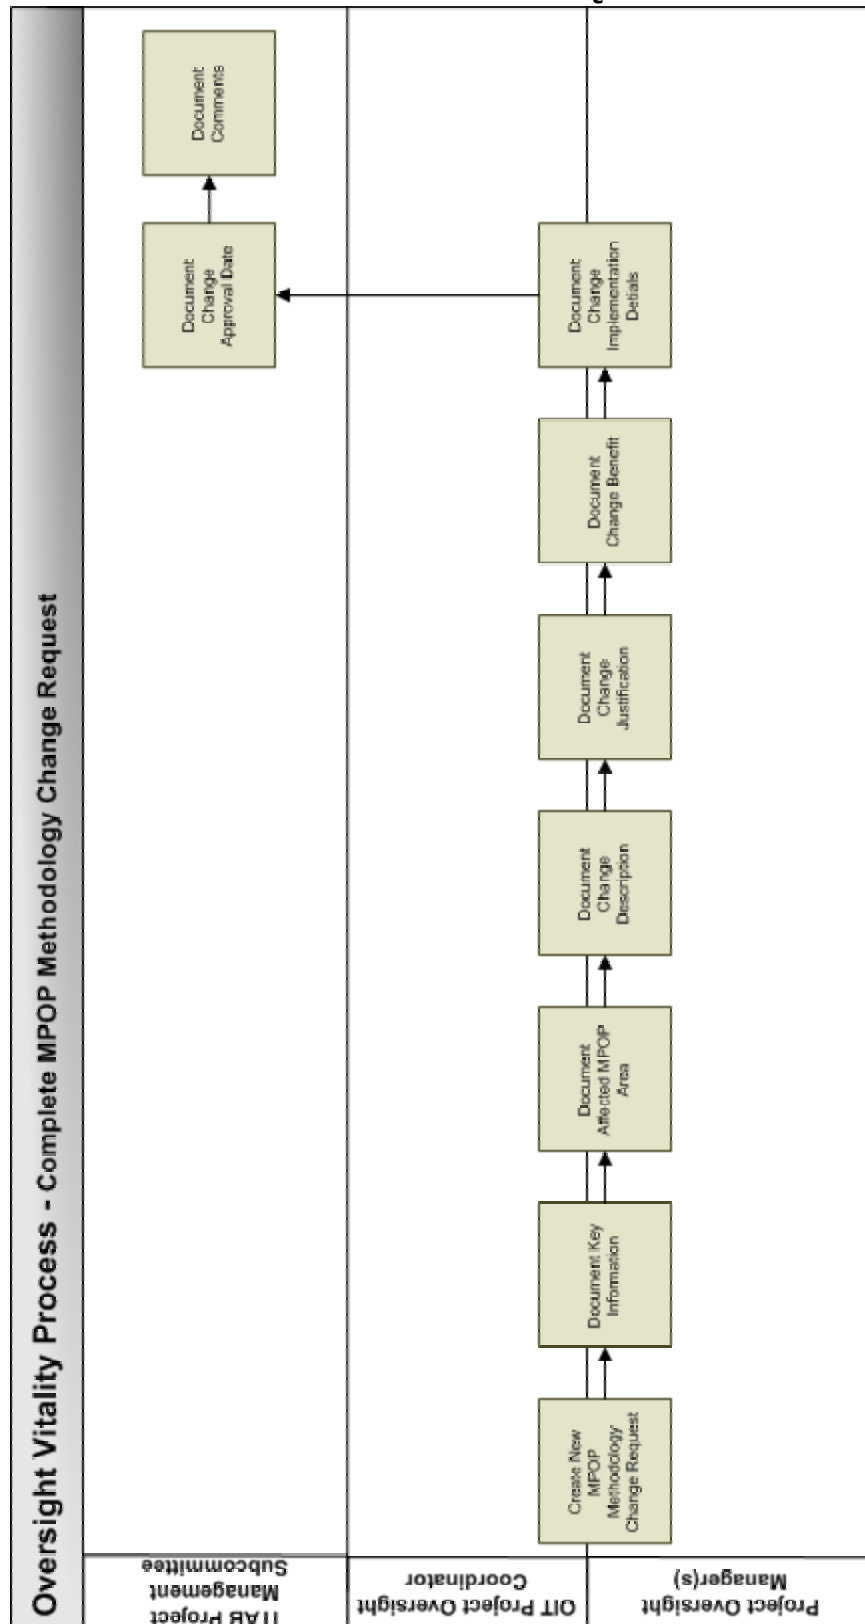 Oversight Vitality Process - Complete MPOP Methodology Change Request
ITAB Project
Management
Subcommittee
OIT Project Oversight
Coordinator
Project Oversight
Manager(s)
Create New
MPOP
Methodology
Change Request
Document Key
Information
Document
Affected MPOP
Area
Document
Change
Description
Document
Change
Justification
Document
Change Benefit
Document
Change
Implementation
Detials
Document
Change
Approval Date
Document
Comments